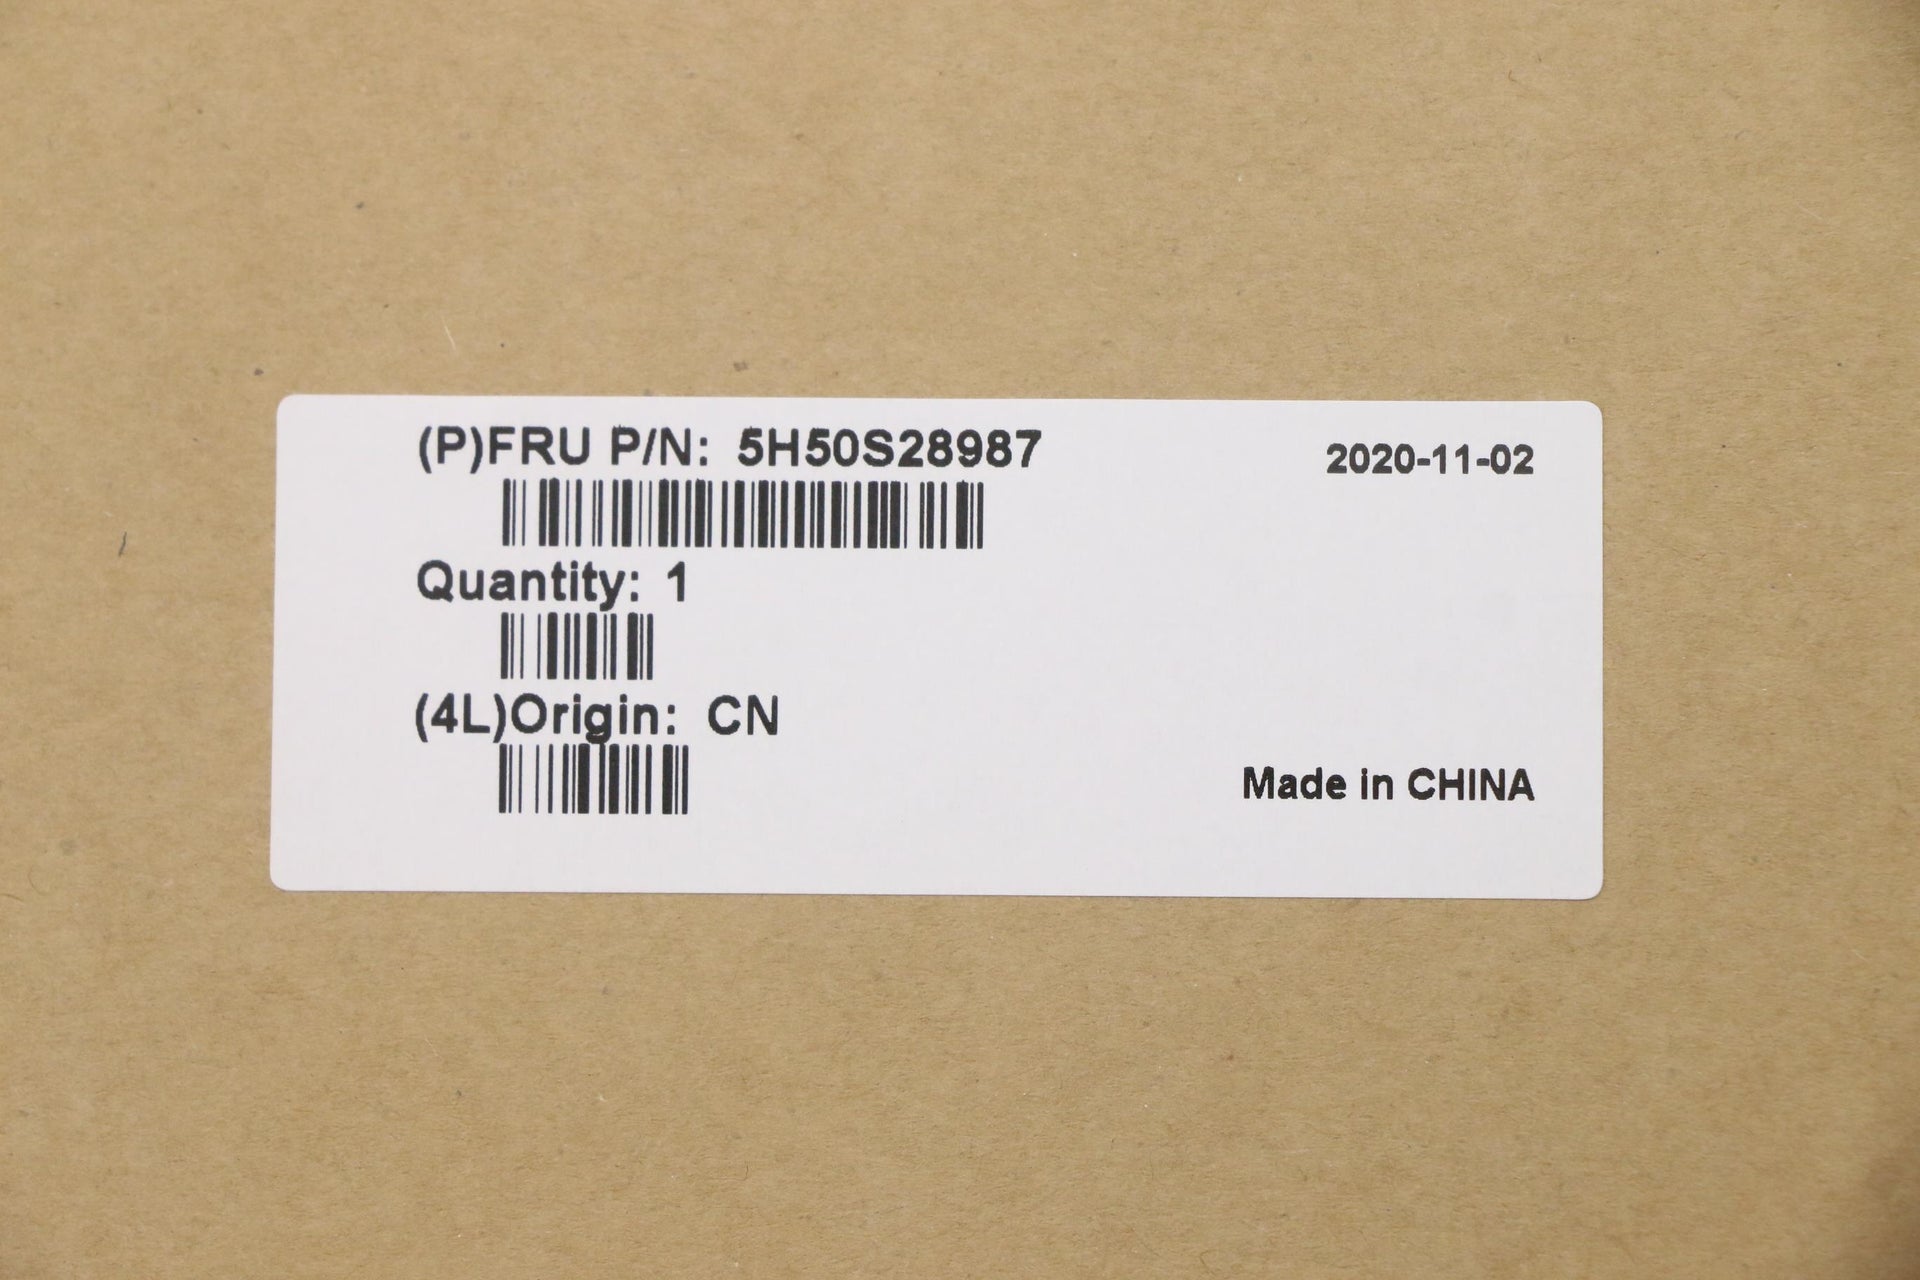 (P)FRU P/N: 5H50S28987
2020-11-02
Quantity: 1
(4L)Origin: CN
Made in CHINA